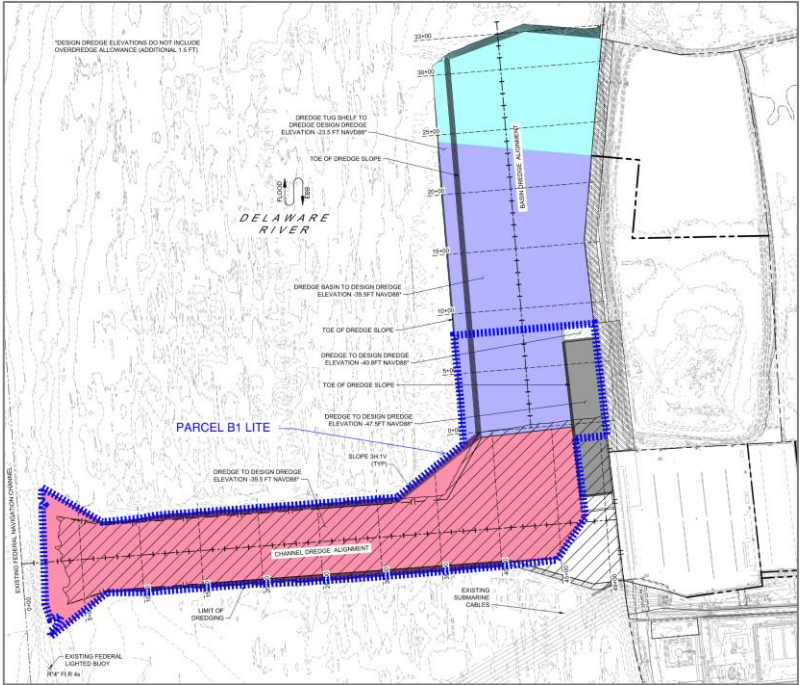 *DESIGN DREDGE ELEVATIONS DO NOT INCLUDE
OVERDREDGE ALLOWANCE (ADDITIONAL 1.5 FT)
33+00
30+00
25+00
20+00
15+00
10+00
5+00
0+00
DREDGE TUG SHELF TO
DREDGE DESIGN DREDGE
ELEVATION -23.5 FT NAVD88*
TOE OF DREDGE SLOPE
BASIN DREDGE ALIGNMENT
FLOOD
EBB
DELAWARE
RIVER
DREDGE BASIN TO DESIGN DREDGE
ELEVATION -39.5FT NAVD88*
TOE OF DREDGE SLOPE
DREDGE TO DESIGN DREDGE
ELEVATION -40.8FT NAVD88*
TOE OF DREDGE SLOPE
DREDGE TO DESIGN DREDGE
ELEVATION -47.5FT NAVD88*
PARCEL B1 LITE
SLOPE 3H:1V
(TYP)
DREDGE TO DESIGN DREDGE
ELEVATION -39.5 FT NAVD88*
EXISTING FEDERAL NAVIGATION CHANNEL
CHANNEL DREDGE ALIGNMENT
0+00
LIMIT OF
DREDGING
EXISTING
SUBMARINE
CABLES
EXISTING FEDERAL
LIGHTED BUOY